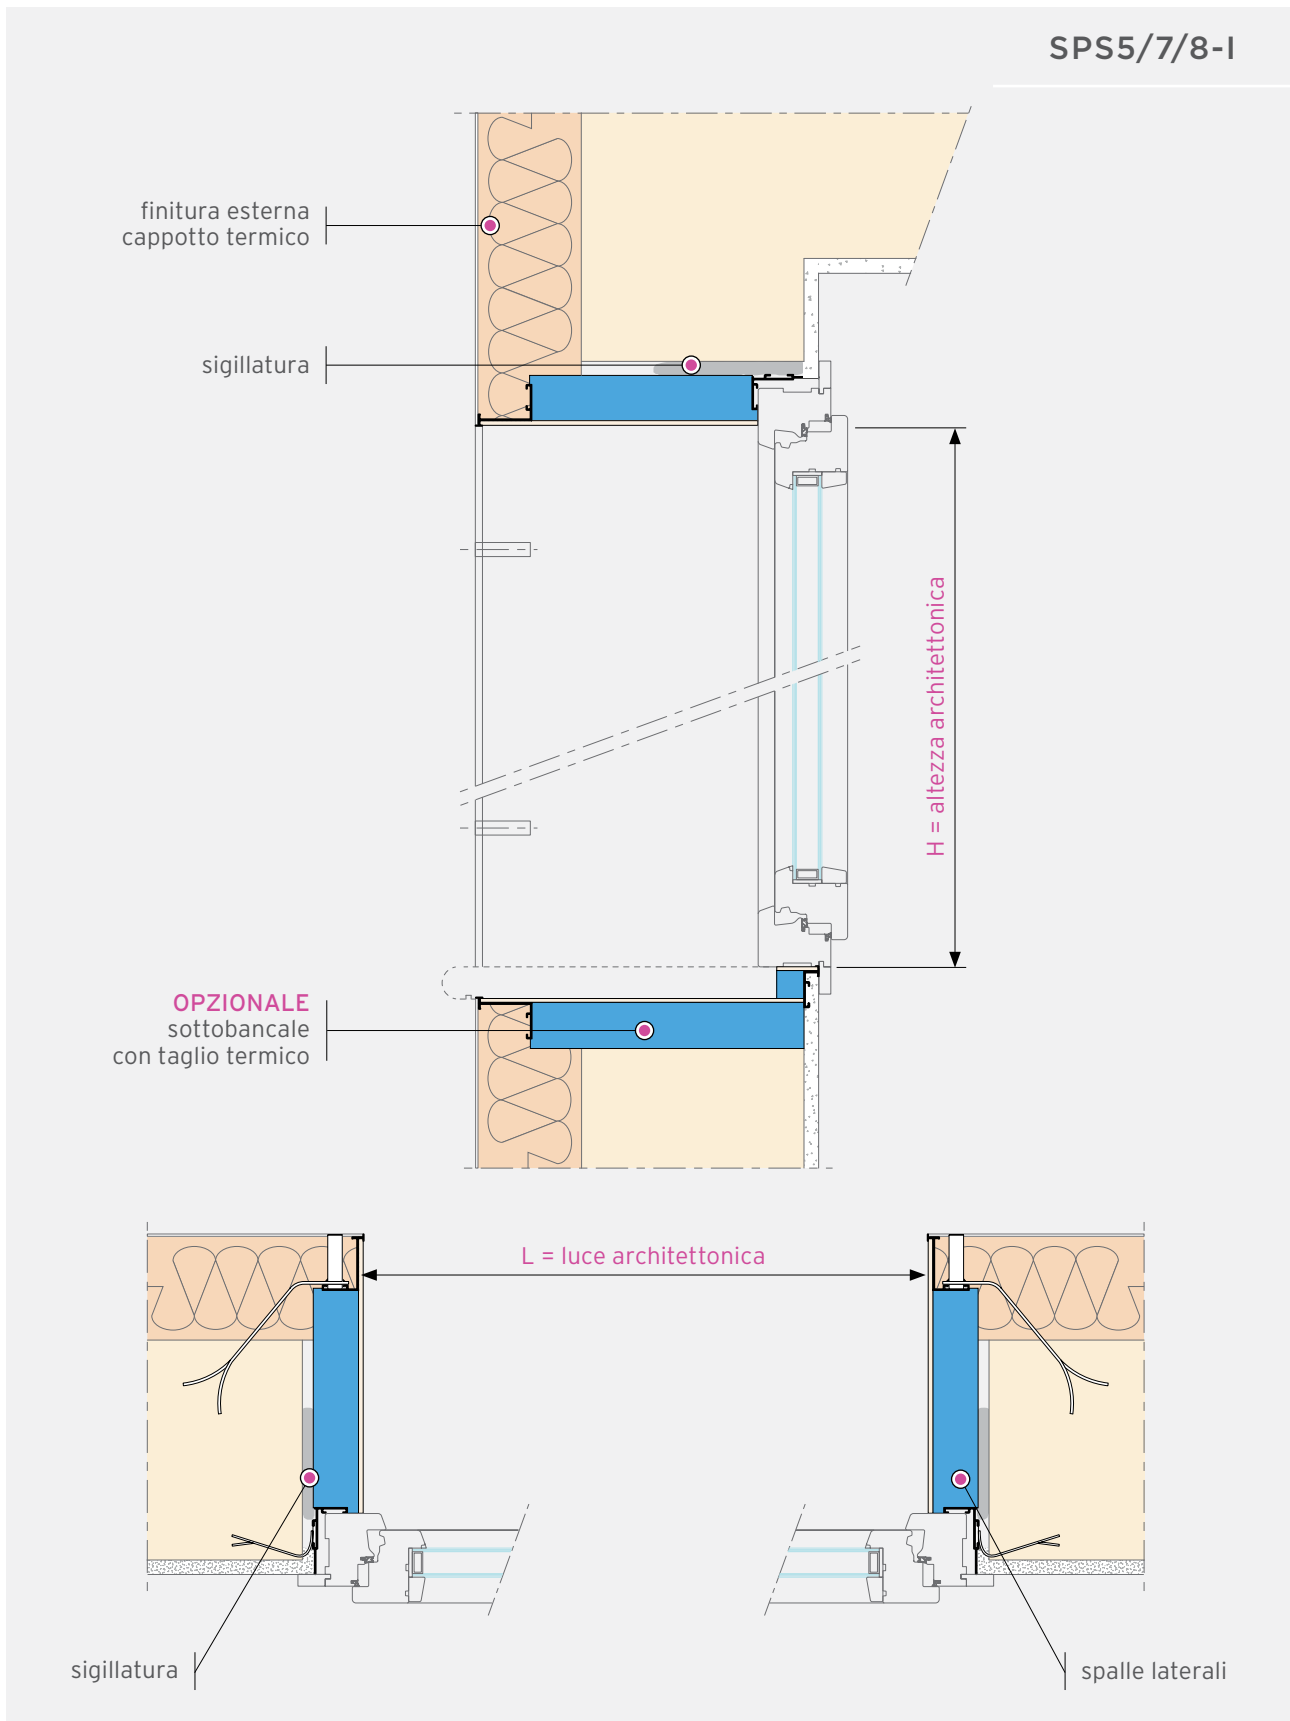 SPS5/7/8-I
finitura esterna
cappotto termico
sigillatura
H = altezza architettonica
OPZIONALE
sottobancale
con taglio termico
L = luce architettonica
sigillatura
spalle laterali